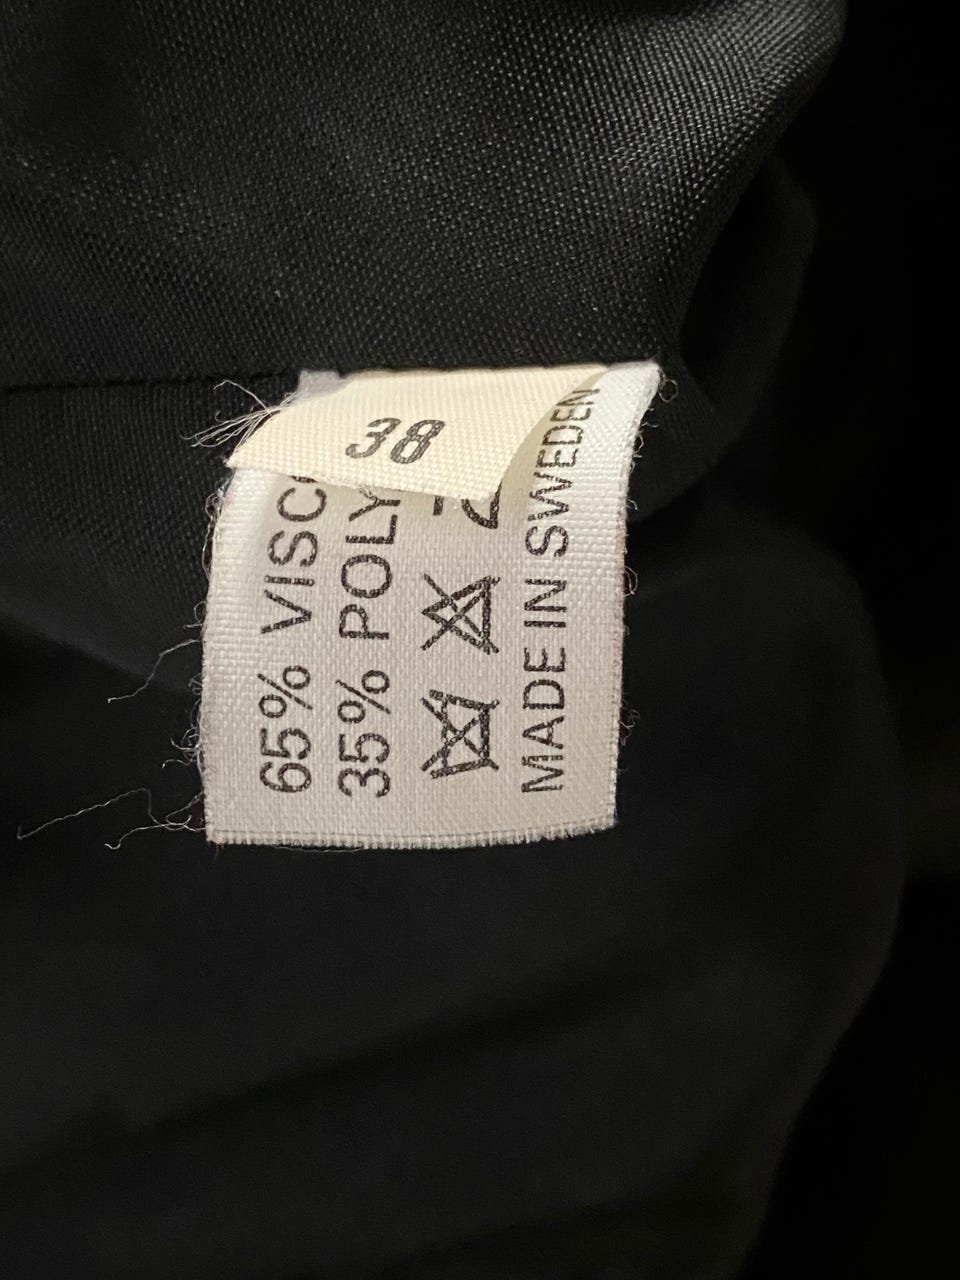 38
65% VISC
35% POLY
MADE IN SWEDEN